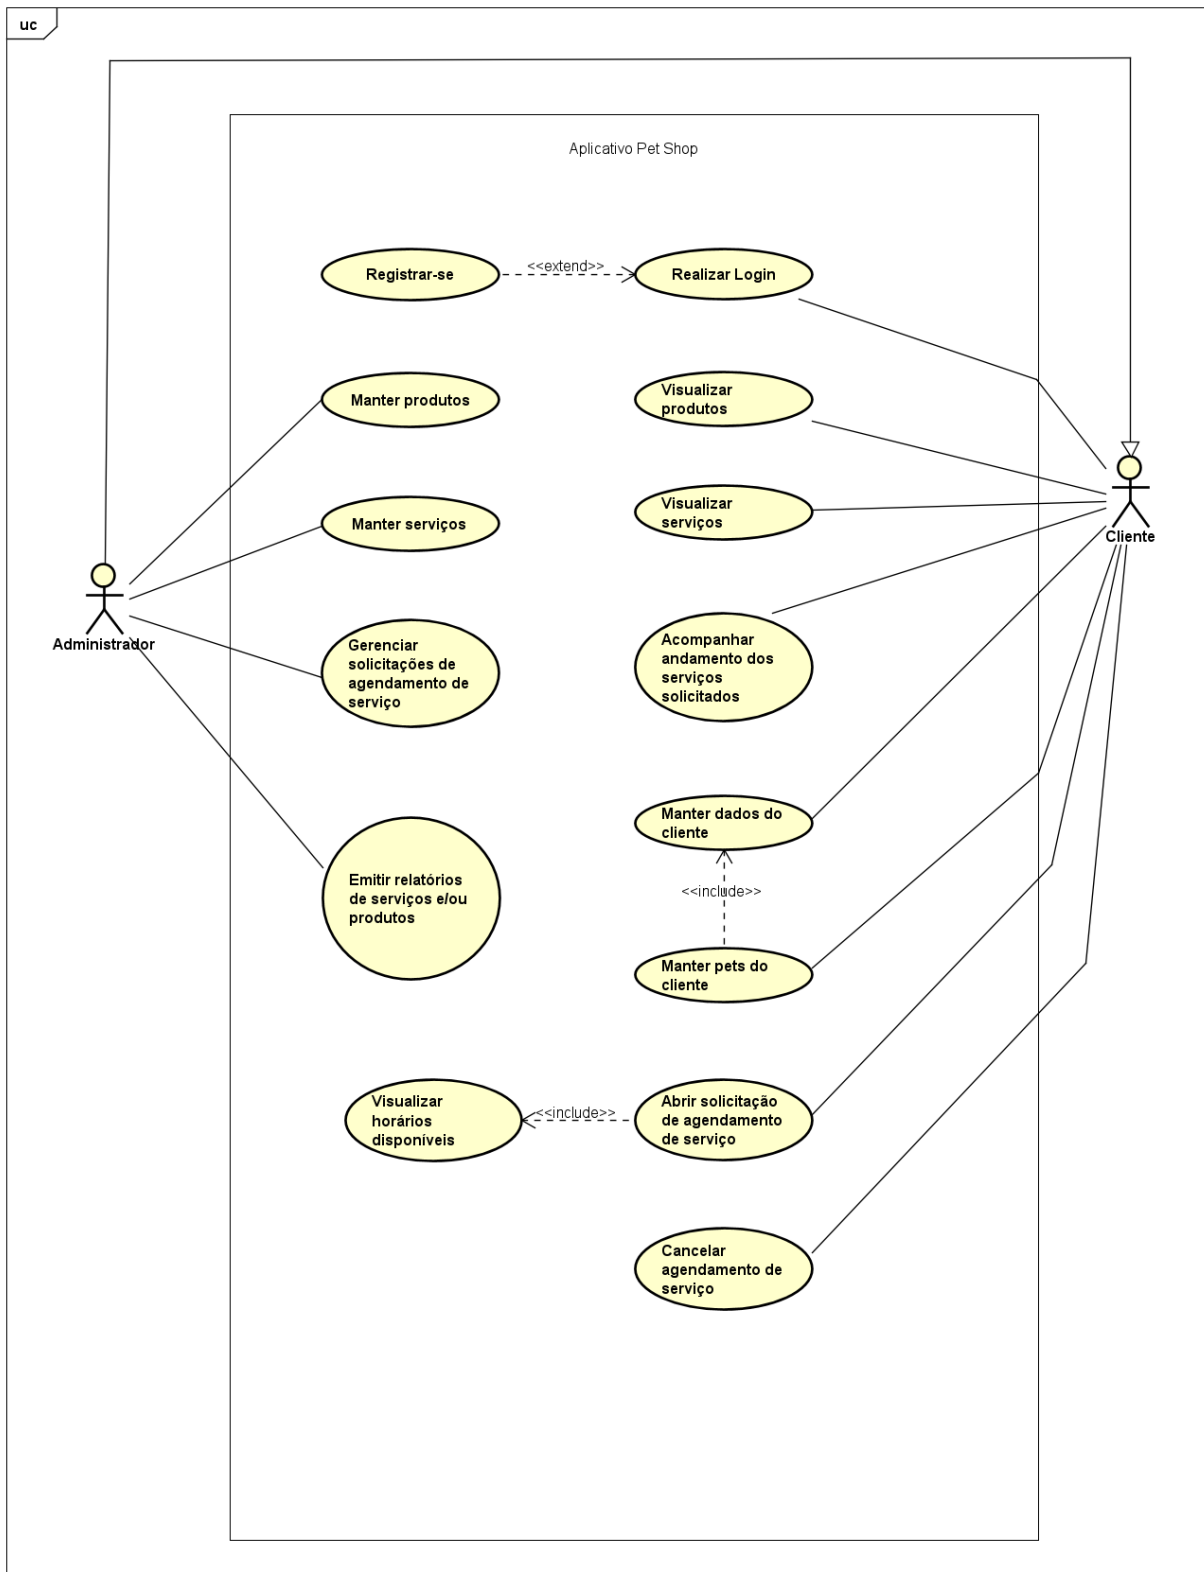 uc
Aplicativo Pet Shop
Registrar-se
<<extend>>
Realizar Login
Manter produtos
Visualizar
produtos
Manter serviços
Visualizar
serviços
Cliente
Administrador
Gerenciar
solicitações de
agendamento de
serviço
Acompanhar
andamento dos
serviços
solicitados
Emitir relatórios
de serviços e/ou
produtos
Manter dados do
cliente
<<include>>
Manter pets do
cliente
Visualizar
horários
disponíveis
<<include>>
Abrir solicitação
de agendamento
de serviço
Cancelar
agendamento de
serviço